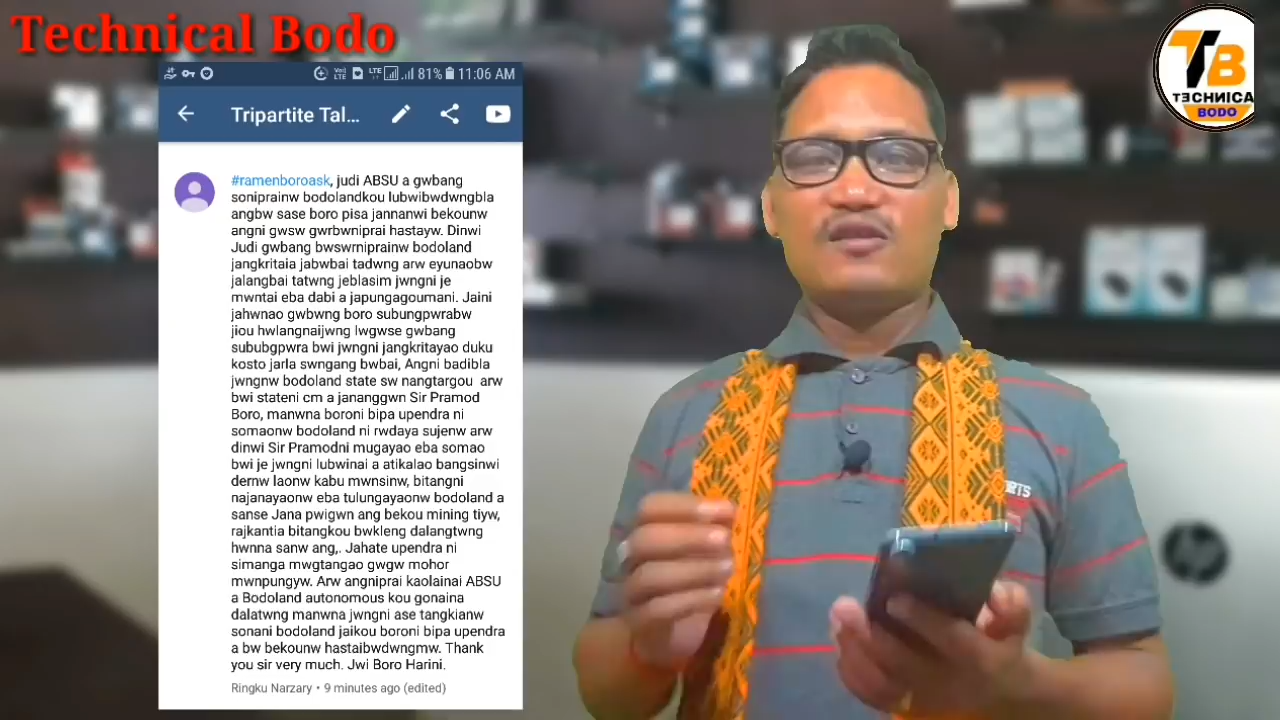 Technical Bodo
TB
TECHNICA
BODO
LTE 81% 11:06 AM
Tripartite Tal...
#ramenboroask, judi ABSU a gwbang
soniprainw bodolandkou lubwibwdwngbla
angbw sase boro pisa jannanwi bekounw
angni gwsw gwrbwniprai hastayw. Dinwi
Judi gwbang bwswrniprainw bodoland
jangkritaia jabwbai tadwng arw eyunaobw
jalangbai tatwng jeblasim jwngni je
mwntai eba dabi a japungagoumani. Jaini
jahwnao gwbwng boro subungpwrabw
jiou hwlangnaijwng lwgwse gwbang
sububgpwra bwi jwngni jangkritayao duku
kosto jarla swngang bwbai, Angni badibla
jwngnw bodoland state sw nangtargou arw
bwi stateni cm a jananggwn Sir Pramod
Boro, manwna boroni bipa upendra ni
somaonw bodoland ni rwdaya sujenw arw
dinwi Sir Pramodni mugayao eba somao
bwi je jwngni lubwinai a atikalao bangsinwi
dernw laonw kabu mwnsinw, bitangni
najanayaonw eba tulungayaonw bodoland a
sanse Jana pwigwn ang bekou mining tiyw,
rajkantia bitangkou bwkleng dalangtwng
hwnna sanw ang,. Jahate upendra ni
simanga mwgtangao gwgw mohor
mwnpungyw. Arw angniprai kaolainai ABSU
a Bodoland autonomous kou gonaina
dalatwng manwna jwngni ase tangkianw
sonani bodoland jaikou boroni bipa upendra
a bw bekounw hastaibwdwngmw. Thank
you sir very much. Jwi Boro Harini.
Ringku Narzary • 9 minutes ago (edited)
hp